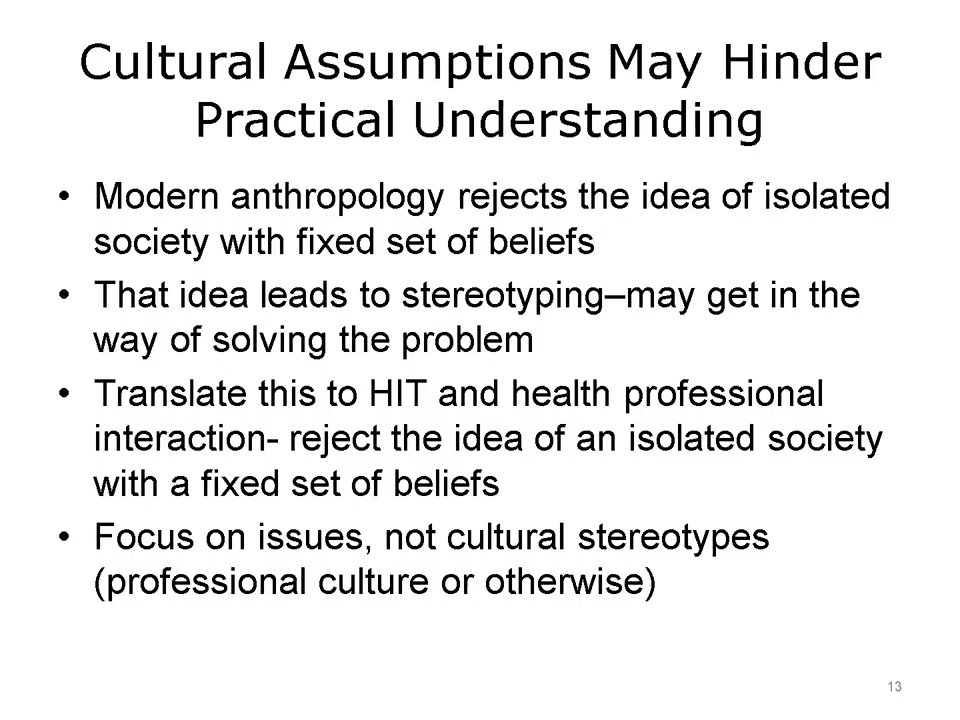 Cultural Assumptions May Hinder
Practical Understanding
• Modern anthropology rejects the idea of isolated
society with fixed set of beliefs
• That idea leads to stereotyping–may get in the
way of solving the problem
• Translate this to HIT and health professional
interaction- reject the idea of an isolated society
with a fixed set of beliefs
• Focus on issues, not cultural stereotypes
(professional culture or otherwise)
13